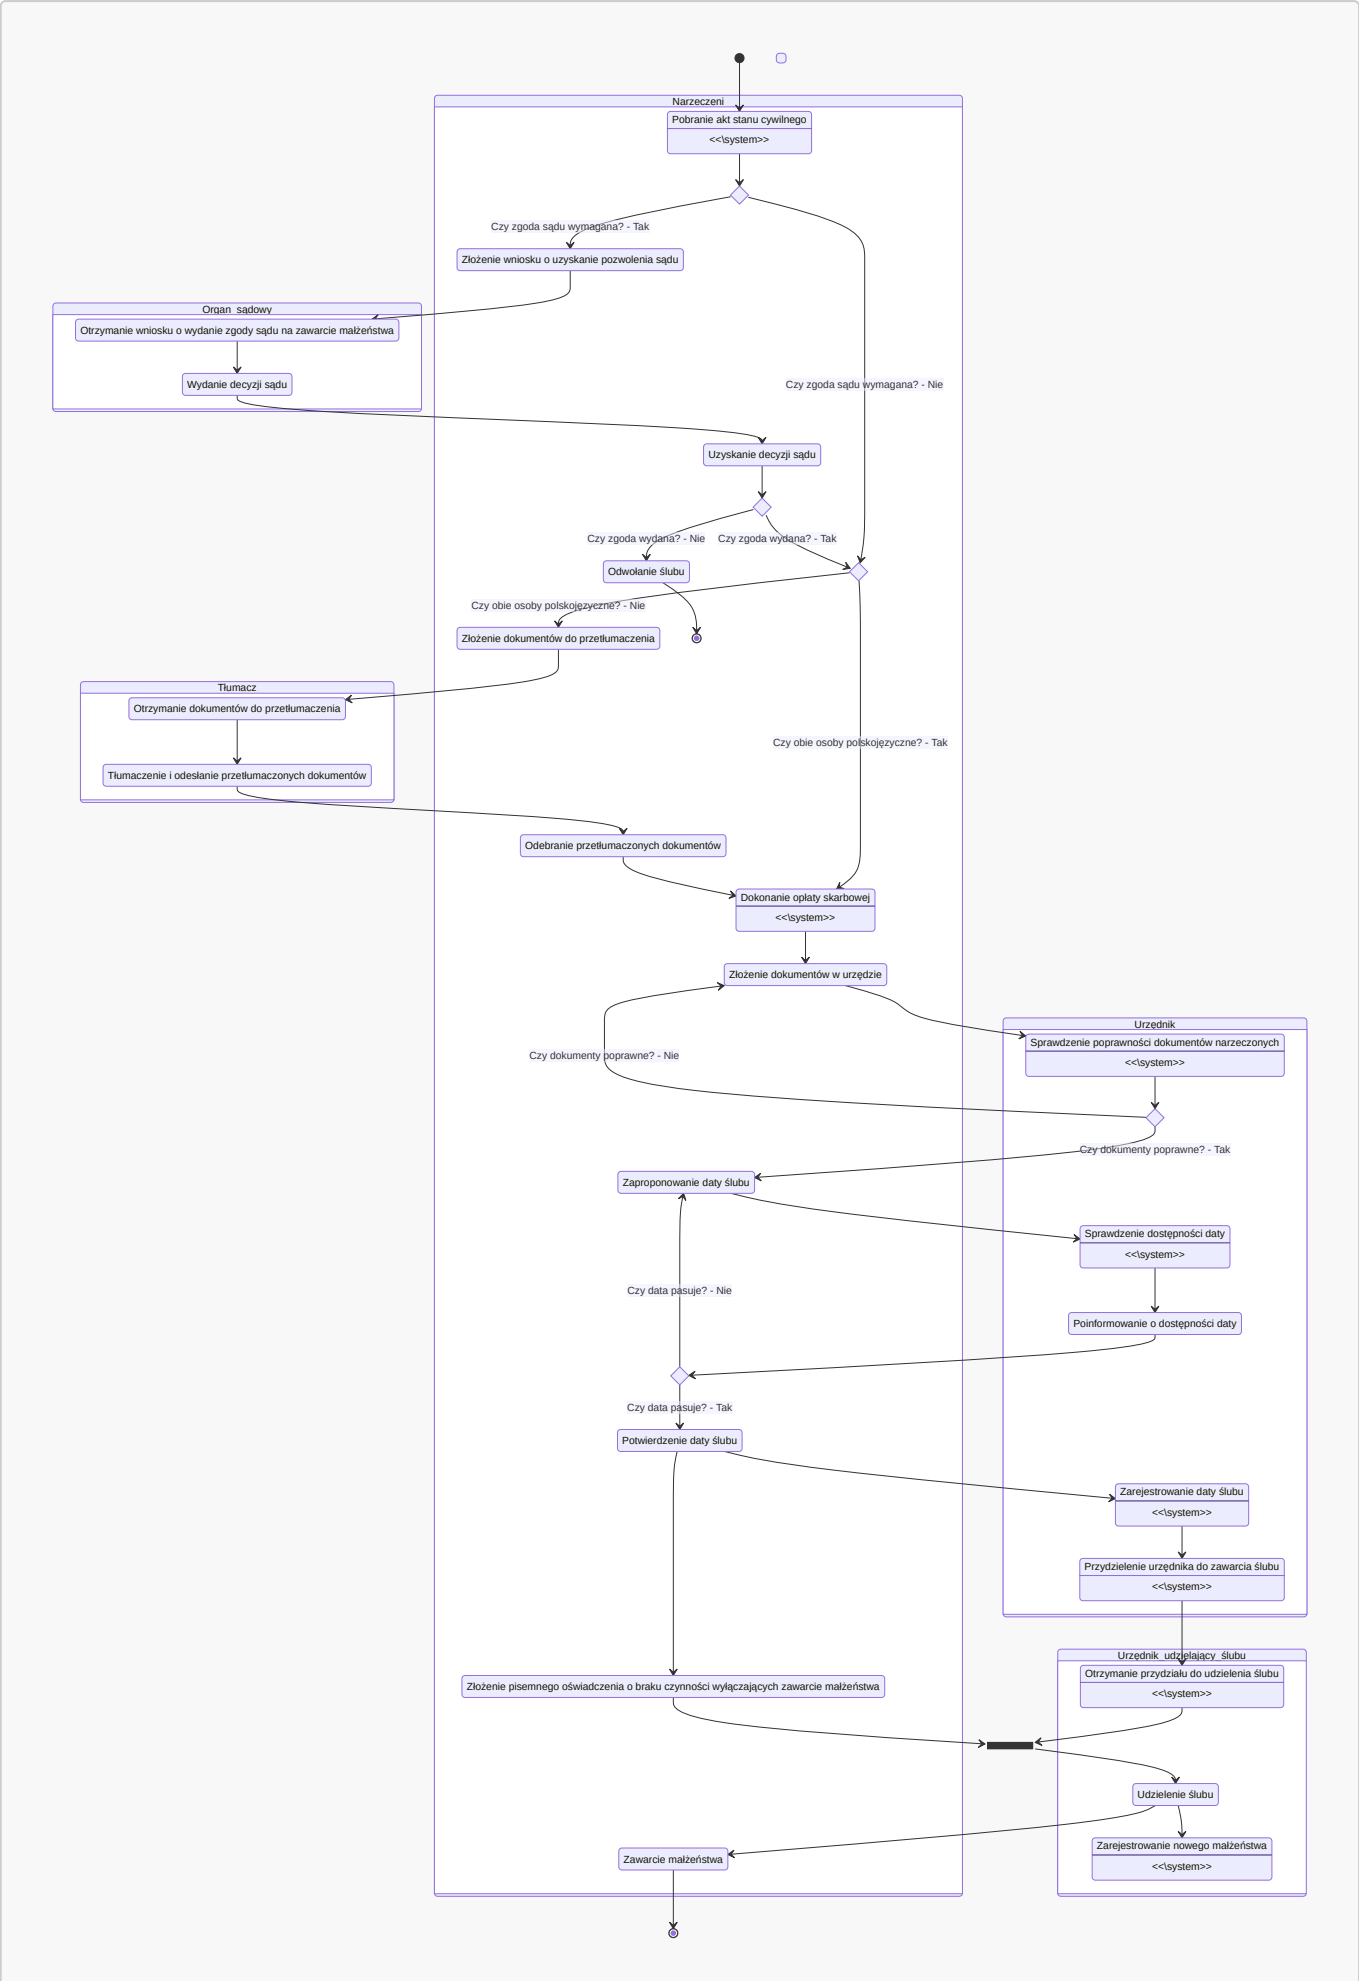 Narzeczeni
Pobranie akt stanu cywilnego
<<\system>>
Czy zgoda sądu wymagana? - Tak
Złożenie wniosku o uzyskanie pozwolenia sądu
Organ sądowy
Otrzymanie wniosku o wydanie zgody sądu na zawarcie małżeństwa
Wydanie decyzji sądu
Czy zgoda sądu wymagana? - Nie
Uzyskanie decyzji sądu
Czy zgoda wydana? - Nie
Czy zgoda wydana? - Tak
Odwołanie ślubu
Czy obie osoby polskojęzyczne? - Nie
Złożenie dokumentów do przetłumaczenia
Tłumacz
Otrzymanie dokumentów do przetłumaczenia
Czy obie osoby polskojęzyczne? - Tak
Tłumaczenie i odesłanie przetłumaczonych dokumentów
Odebranie przetłumaczonych dokumentów
Dokonanie opłaty skarbowej
<<\system>>
Złożenie dokumentów w urzędzie
Urzędnik
Sprawdzenie poprawności dokumentów narzeczonych
<<\system>>
Czy dokumenty poprawne? - Nie
Czy dokumenty poprawne? - Tak
Zaproponowanie daty ślubu
Sprawdzenie dostępności daty
<<\system>>
Czy data pasuje? - Nie
Poinformowanie o dostępności daty
Czy data pasuje? - Tak
Potwierdzenie daty ślubu
Zarejestrowanie daty ślubu
<<\system>>
Przydzielenie urzędnika do zawarcia ślubu
<<\system>>
Urzędnik udzielający ślubu
Otrzymanie przydziału do udzielenia ślubu
<<\system>>
Złożenie pisemnego oświadczenia o braku czynności wyłączających zawarcie małżeństwa
Udzielenie ślubu
Zarejestrowanie nowego małżeństwa
<<\system>>
Zawarcie małżeństwa